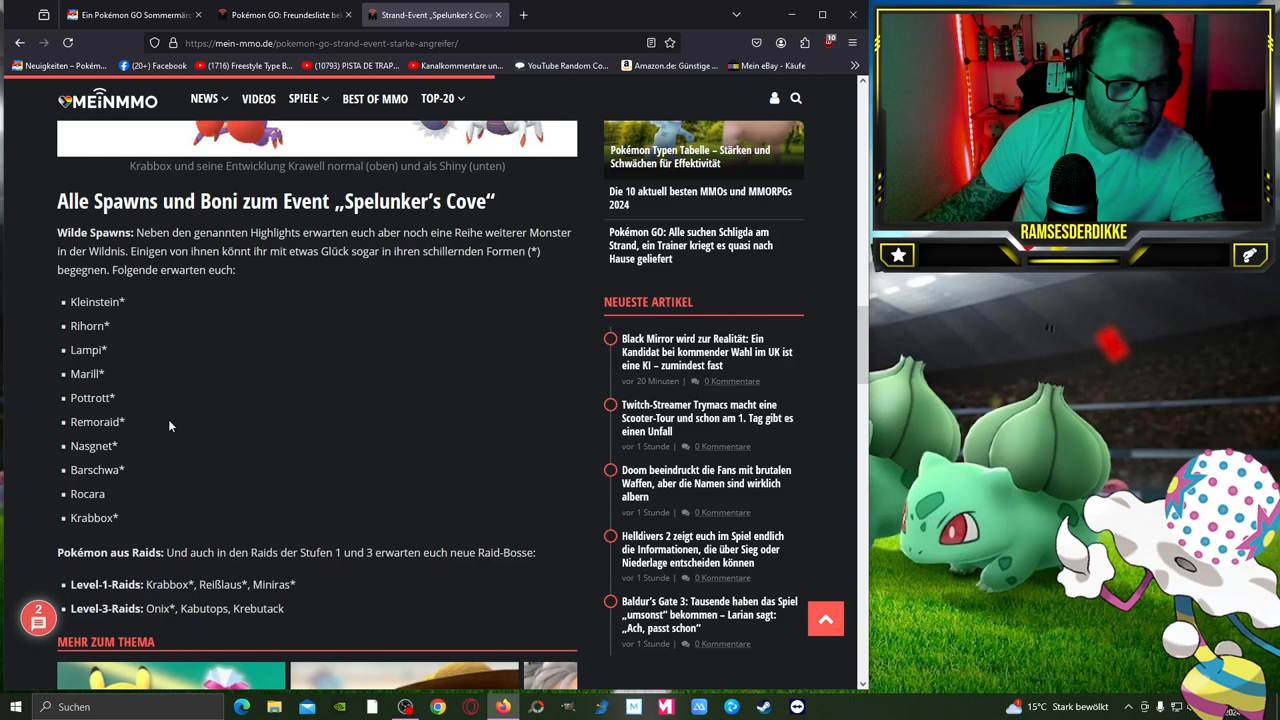 Ein Pokémon GO Sommermärc
Pokémon GO: Freundesliste bek
Strand-Event „Spelunker's Cove"
https://mein-mmo.de/pokemon-go-strand-event-starke-angreifer/
10
Neuigkeiten – Pokém...
(20+) Facebook
(1716) Freestyle Type B...
(10793) PISTA DE TRAP...
Kanalkommentare un...
YouTube Random Co...
Amazon.de: Günstige ...
Mein eBay - Käufe
MEINMMO
NEWS
VIDEOS
SPIELE
BEST OF MMO
TOP-20
Krabbox und seine Entwicklung Krawell normal (oben) und als Shiny (unten)
Alle Spawns und Boni zum Event „Spelunker's Cove“
Wilde Spawns: Neben den genannten Highlights erwarten euch aber noch eine Reihe weiterer Monster
in der Wildnis. Einigen von ihnen könnt ihr mit etwas Glück sogar in ihren schillernden Formen (*)
begegnen. Folgende erwarten euch:
Kleinstein*
Rihorn*
Lampi*
Marill*
Pottrott*
Remoraid*
Nasgnet*
Barschwa*
Rocara
Krabbox*
Pokémon aus Raids: Und auch in den Raids der Stufen 1 und 3 erwarten euch neue Raid-Bosse:
Level-1-Raids: Krabbox*, Reißlaus*, Miniras*
Level-3-Raids: Onix*, Kabutops, Krebutack
2
MEHR ZUM THEMA
Pokémon Typen Tabelle – Stärken und
Schwächen für Effektivität
Die 10 aktuell besten MMOs und MMORPGs
2024
Pokémon GO: Alle suchen Schligda am
Strand, ein Trainer kriegt es quasi nach
Hause geliefert
NEUESTE ARTIKEL
Black Mirror wird zur Realität: Ein
Kandidat bei kommender Wahl im UK ist
eine KI – zumindest fast
vor 20 Minuten | 0 Kommentare
Twitch-Streamer Trymacs macht eine
Scooter-Tour und schon am 1. Tag gibt es
einen Unfall
vor 1 Stunde | 0 Kommentare
Doom beeindruckt die Fans mit brutalen
Waffen, aber die Namen sind wirklich
albern
vor 1 Stunde | 0 Kommentare
Helldivers 2 zeigt euch im Spiel endlich
die Informationen, die über Sieg oder
Niederlage entscheiden können
vor 1 Stunde | 0 Kommentare
Baldur's Gate 3: Tausende haben das Spiel
„umsonst“ bekommen – Larian sagt:
„Ach, passt schon“
vor 1 Stunde | 0 Kommentare
RAMSESDERDIKKE
Suchen
15°C Stark bewölkt